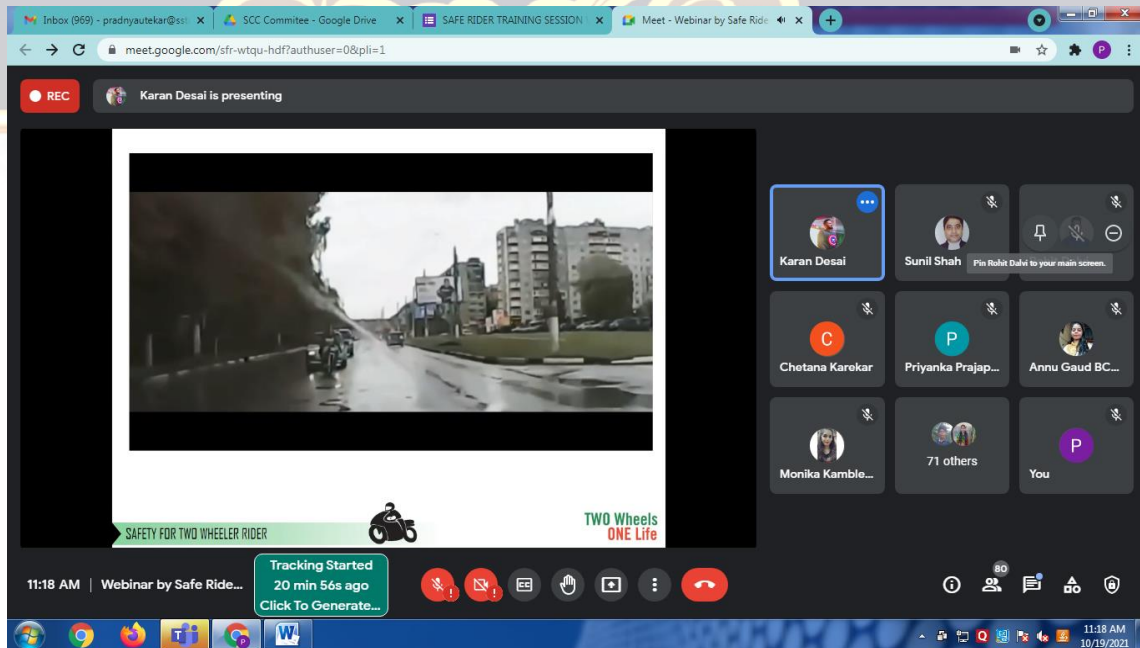 Inbox (969) - pradnyautekar@sst
SCC Commitee - Google Drive
SAFE RIDER TRAINING SESSION
Meet - Webinar by Safe Ride
meet.google.com/sfr-wtqu-hdf?authuser=0&pli=1
P
REC
Karan Desai is presenting
Karan Desai
Sunil Shah
Pin Rohit Dalvi to your main screen.
C
Chetana Karekar
P
Priyanka Prajap...
Annu Gaud BC...
Monika Kamble...
71 others
P
You
SAFETY FOR TWO WHEELER RIDER
TWO Wheels
ONE Life
11:18 AM | Webinar by Safe Ride...
Tracking Started
20 min 56s ago
Click To Generate...
CC
80
11:18 AM
10/19/2021